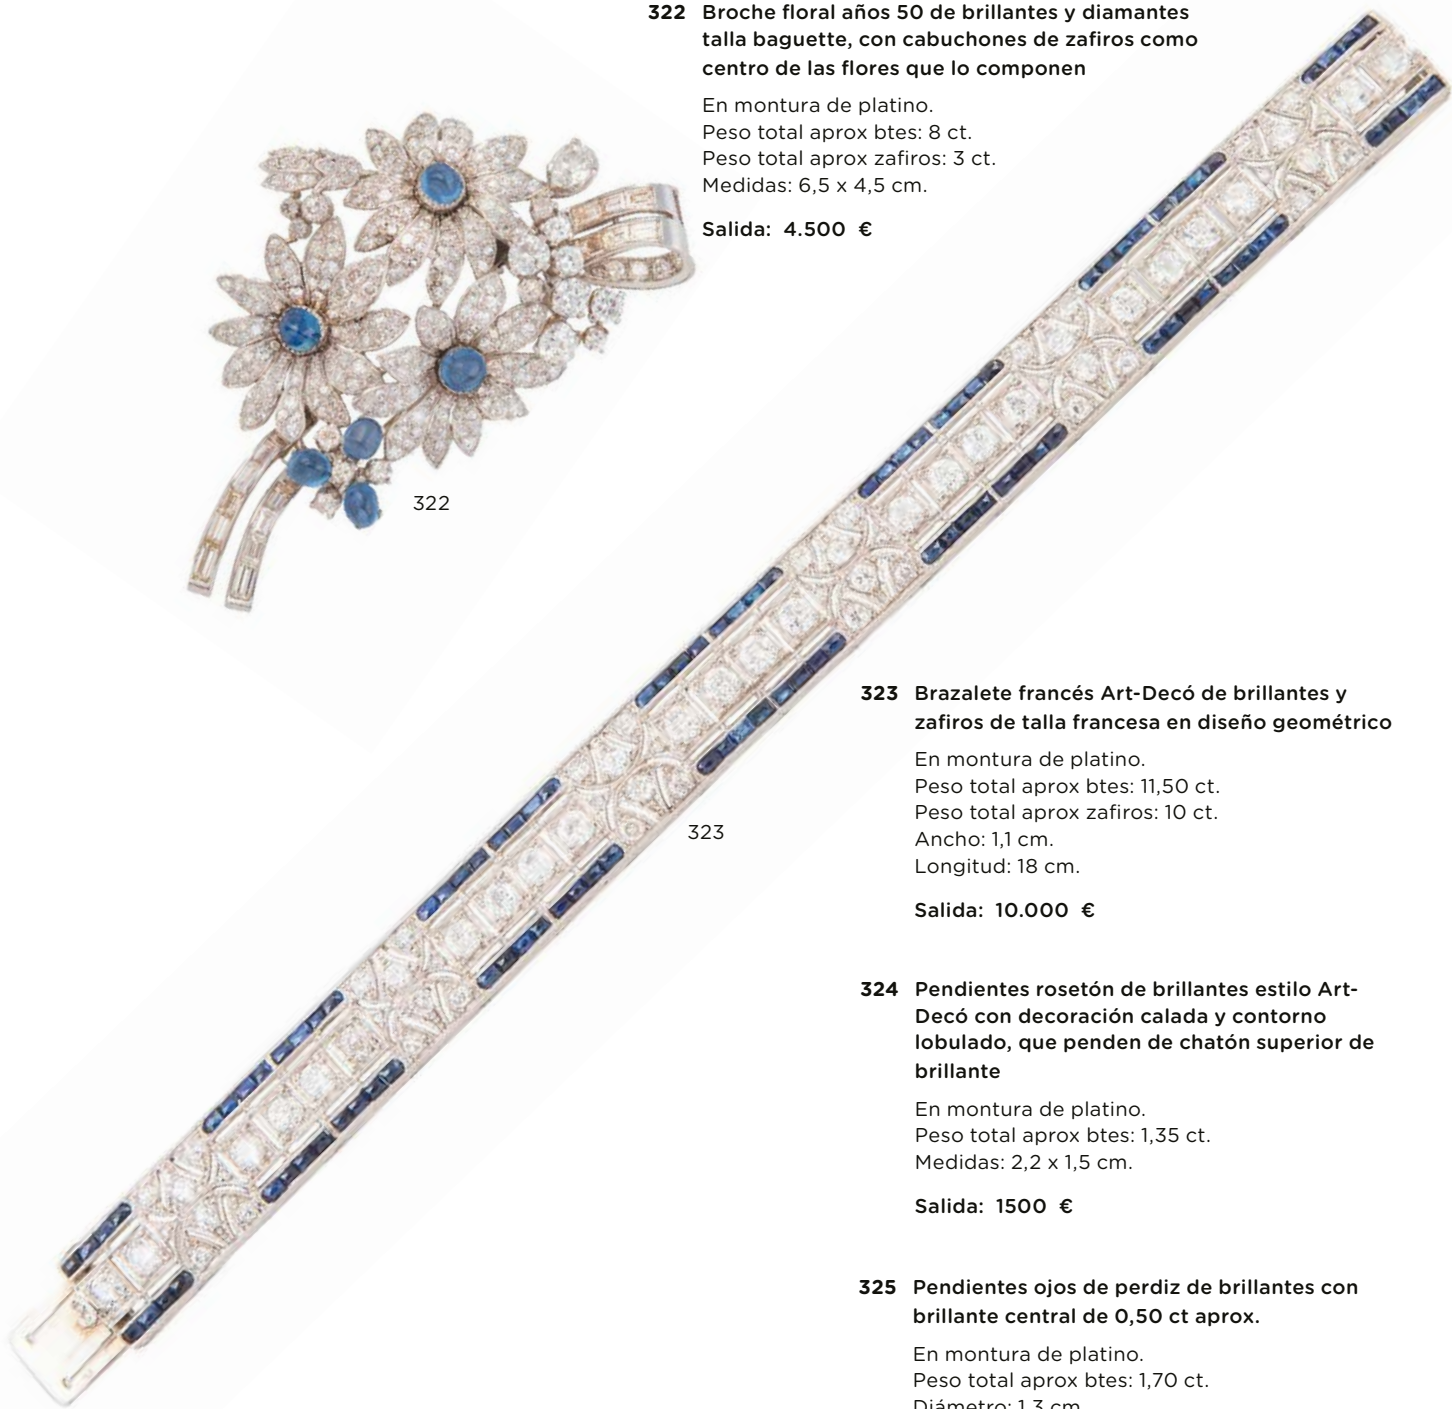 322 Broche floral años 50 de brillantes y diamantes
talla baguette, con cabuchones de zafiros como
centro de las flores que lo componen
En montura de platino.
Peso total aprox btes: 8 ct.
Peso total aprox zafiros: 3 ct.
Medidas: 6,5 x 4,5 cm.
Salida: 4.500 €
322
323
323 Brazalete francés Art-Decó de brillantes y
zafiros de talla francesa en diseño geométrico
En montura de platino.
Peso total aprox btes: 11,50 ct.
Peso total aprox zafiros: 10 ct.
Ancho: 1,1 cm.
Longitud: 18 cm.
Salida: 10.000 €
324 Pendientes rosetón de brillantes estilo Art-
Decó con decoración calada y contorno
lobulado, que penden de chatón superior de
brillante
En montura de platino.
Peso total aprox btes: 1,35 ct.
Medidas: 2,2 x 1,5 cm.
Salida: 1500 €
325 Pendientes ojos de perdiz de brillantes con
brillante central de 0,50 ct aprox.
En montura de platino.
Peso total aprox btes: 1,70 ct.
Diámetro: 1,3 cm.